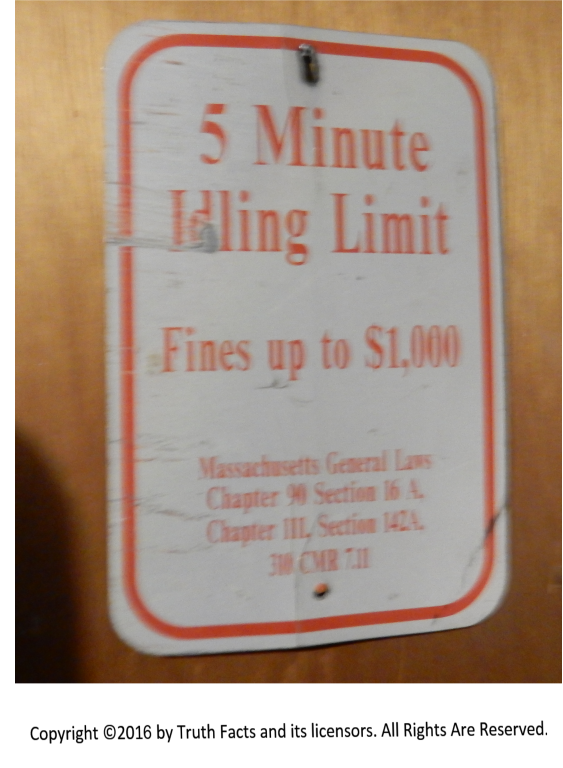 5 Minute
Idling Limit
Fines up to $1,000
Massachusetts General Laws
Chapter 90 Section 16 A,
Chapter 111, Section 142A,
310 CMR 7.11
Copyright ©2016 by Truth Facts and its licensors. All Rights Are Reserved.